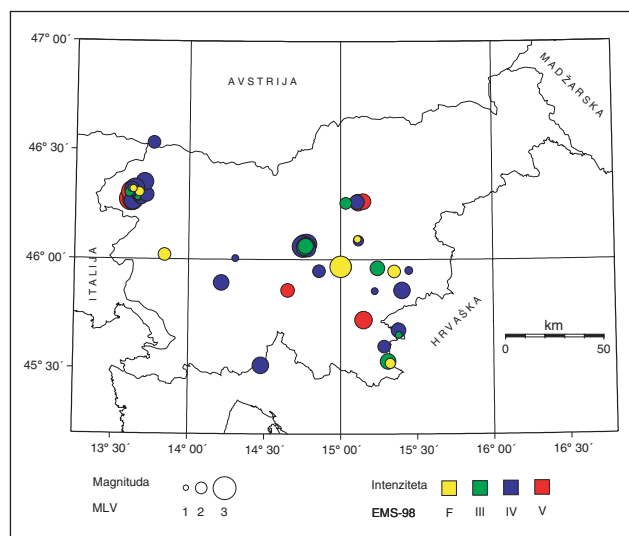 47° 00´
AVSTRIJA
MADŽARSKA
46° 30´
46° 00´
ITALIJA
HRVAŠKA
km
0 50
45° 30´
13° 30´ 14° 00´ 14° 30´ 15° 00´ 15° 30´ 16° 00´ 16° 30´
Magnituda
MLV 1 2 3
Intenziteta
EMS-98 F III IV V